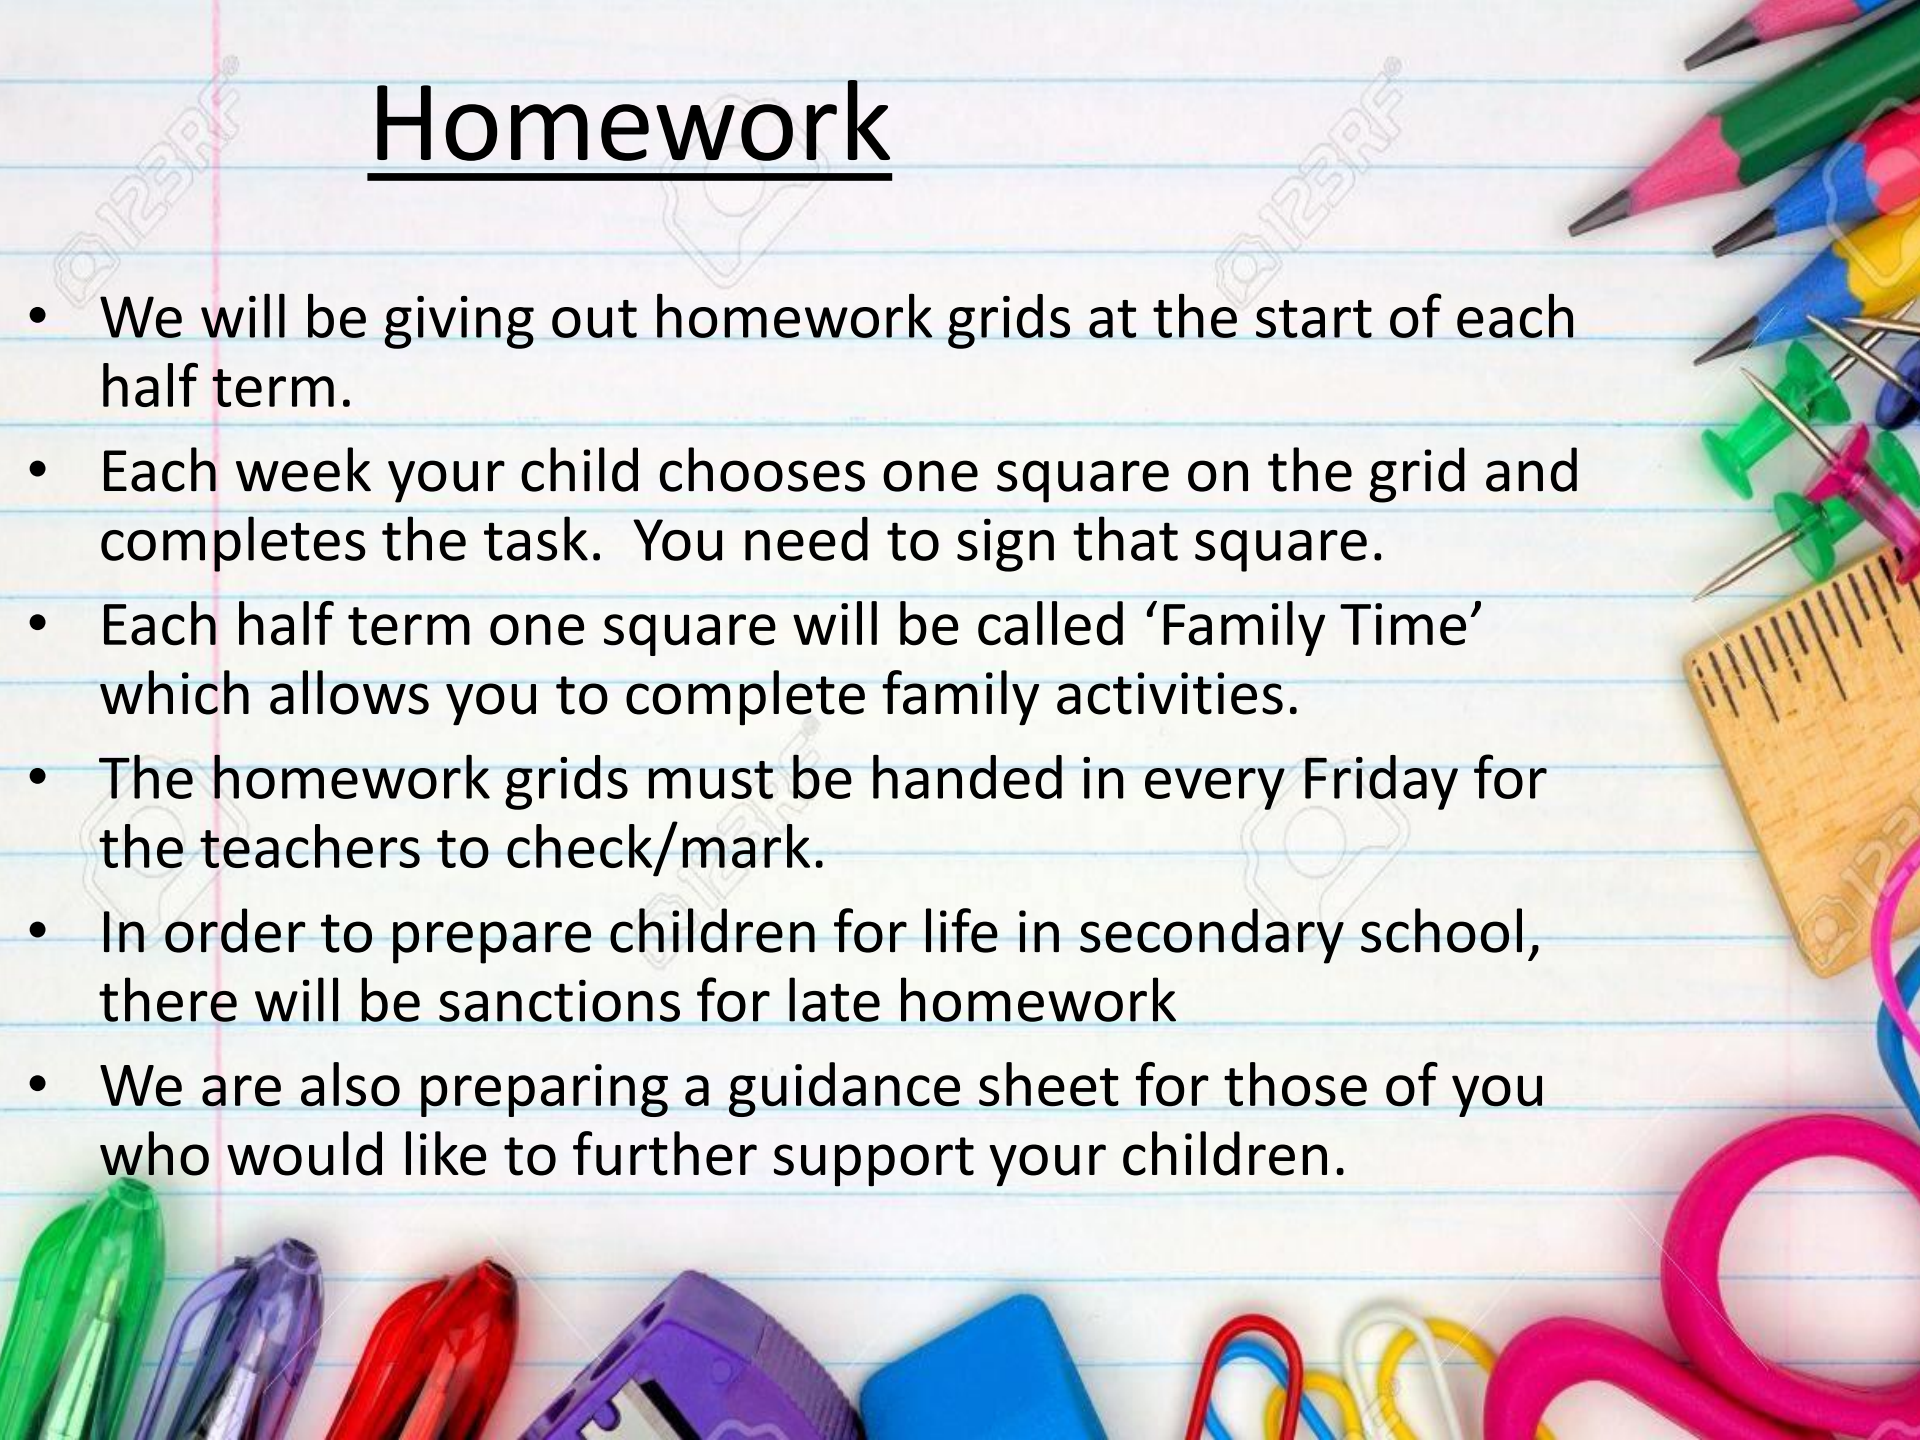 Homework
• We will be giving out homework grids at the start of each
half term.
• Each week your child chooses one square on the grid and
completes the task.  You need to sign that square.
• Each half term one square will be called ‘Family Time’
which allows you to complete family activities.
• The homework grids must be handed in every Friday for
the teachers to check/mark.
• In order to prepare children for life in secondary school,
there will be sanctions for late homework
• We are also preparing a guidance sheet for those of you
who would like to further support your children.
123RF®
123RF®
123RF®